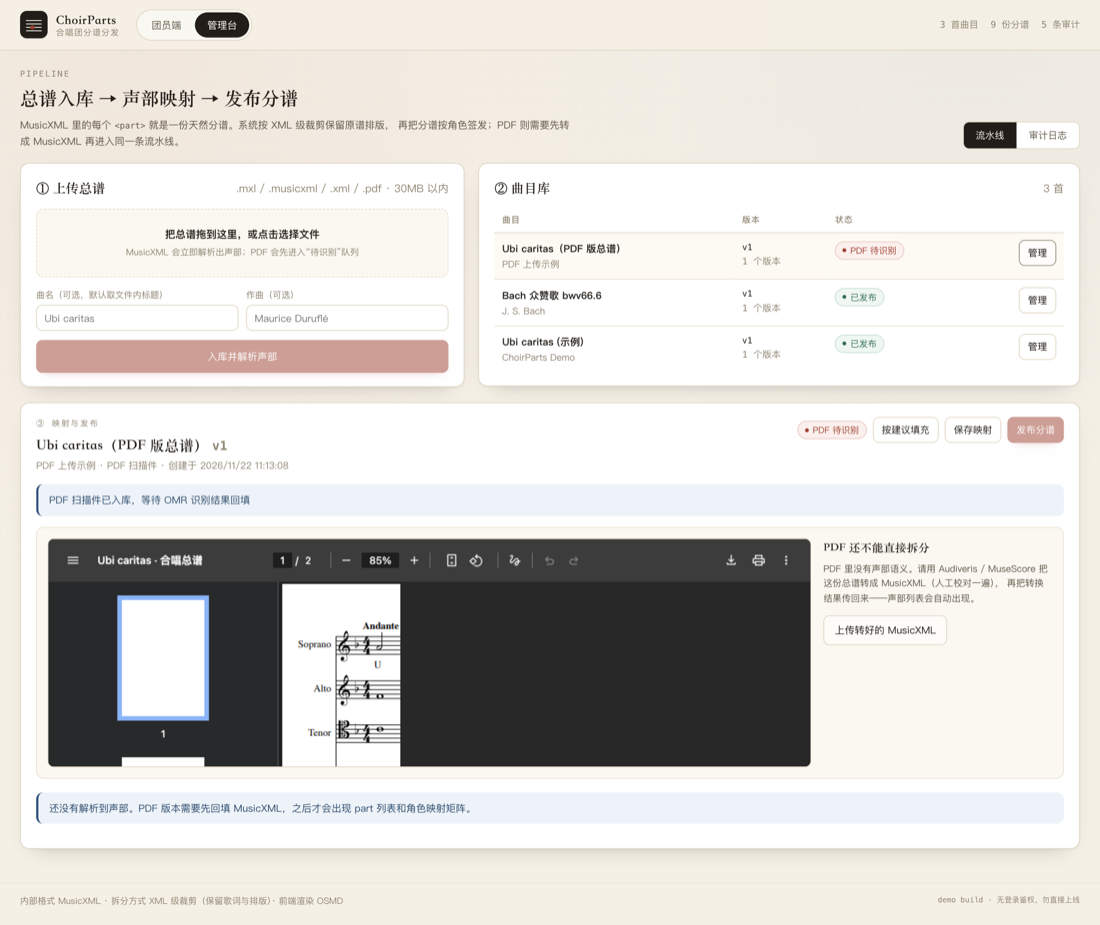 ChoirParts
合唱团分谱分发
团员端
管理台
3 首曲目 9 份分谱 5 条审计
PIPELINE
总谱入库 → 声部映射 → 发布分谱
MusicXML 里的每个 <part> 就是一份天然分谱。系统按 XML 级裁剪保留原谱排版， 再把分谱按角色签发；PDF 则需要先转
成 MusicXML 再进入同一条流水线。
流水线
审计日志
① 上传总谱
.mxl / .musicxml / .xml / .pdf · 30MB 以内
把总谱拖到这里，或点击选择文件
MusicXML 会立即解析出声部；PDF 会先进入“待识别”队列
曲名（可选，默认取文件内标题）
作曲（可选）
Ubi caritas
Maurice Duruflé
入库并解析声部
② 曲目库
3 首
曲目 版本 状态
Ubi caritas（PDF 版总谱）
PDF 上传示例
v1
1 个版本
PDF 待识别
管理
Bach 众赞歌 bwv66.6
J. S. Bach
v1
1 个版本
已发布
管理
Ubi caritas (示例)
ChoirParts Demo
v1
1 个版本
已发布
管理
③ 映射与发布
Ubi caritas（PDF 版总谱） v1
PDF 上传示例 · PDF 扫描件 · 创建于 2026/11/22 11:13:08
PDF 待识别
按建议填充
保存映射
发布分谱
PDF 扫描件已入库，等待 OMR 识别结果回填
Ubi caritas · 合唱总谱
1 / 2
85%
1
Andante
Soprano
U
Alto
Tenor
PDF 还不能直接拆分
PDF 里没有声部语义。请用 Audiveris / MuseScore 把
这份总谱转成 MusicXML（人工校对一遍）， 再把转换
结果传回来——声部列表会自动出现。
上传转好的 MusicXML
还没有解析到声部。PDF 版本需要先回填 MusicXML，之后才会出现 part 列表和角色映射矩阵。
内部格式 MusicXML · 拆分方式 XML 级裁剪（保留歌词与排版）· 前端渲染 OSMD
demo build · 无登录鉴权，勿直接上线